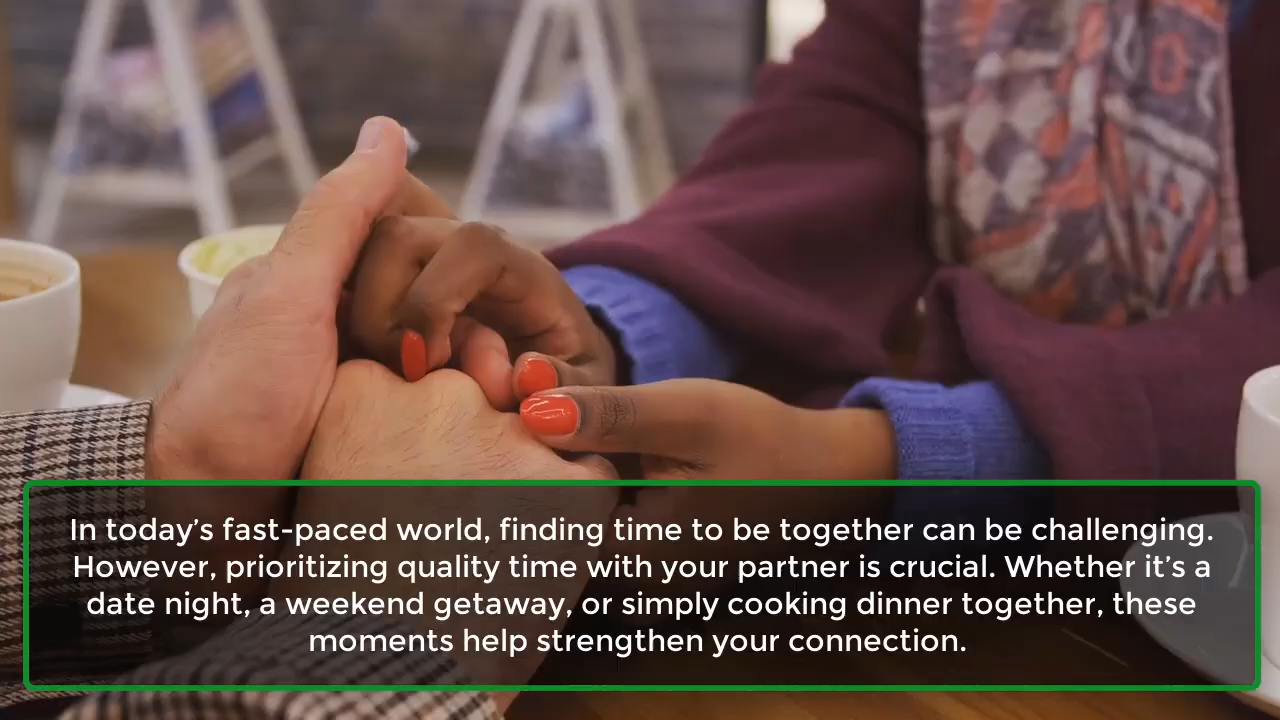 In today’s fast-paced world, finding time to be together can be challenging.
However, prioritizing quality time with your partner is crucial. Whether it’s a
date night, a weekend getaway, or simply cooking dinner together, these
moments help strengthen your connection.